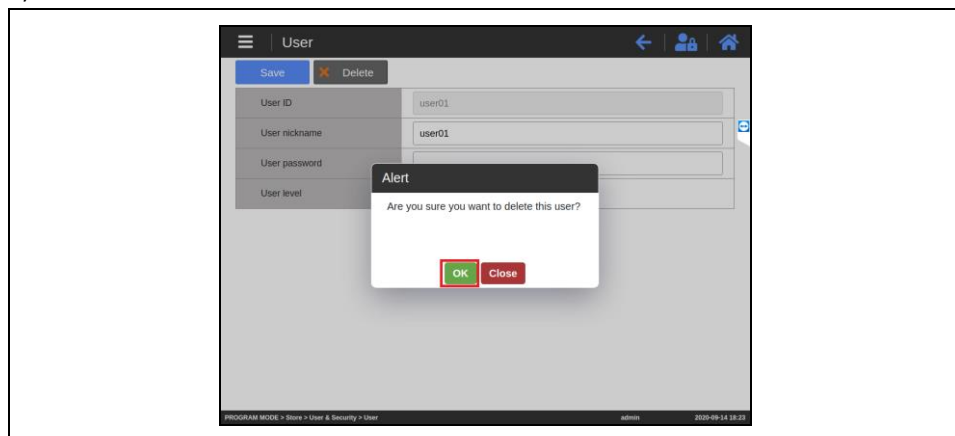 User
Save
Delete
User ID
user01
User nickname
user01
User password
User level
Alert
Are you sure you want to delete this user?
OK
Close
PROGRAM MODE > Store > User & Security > User
admin
2020-09-14 18:23